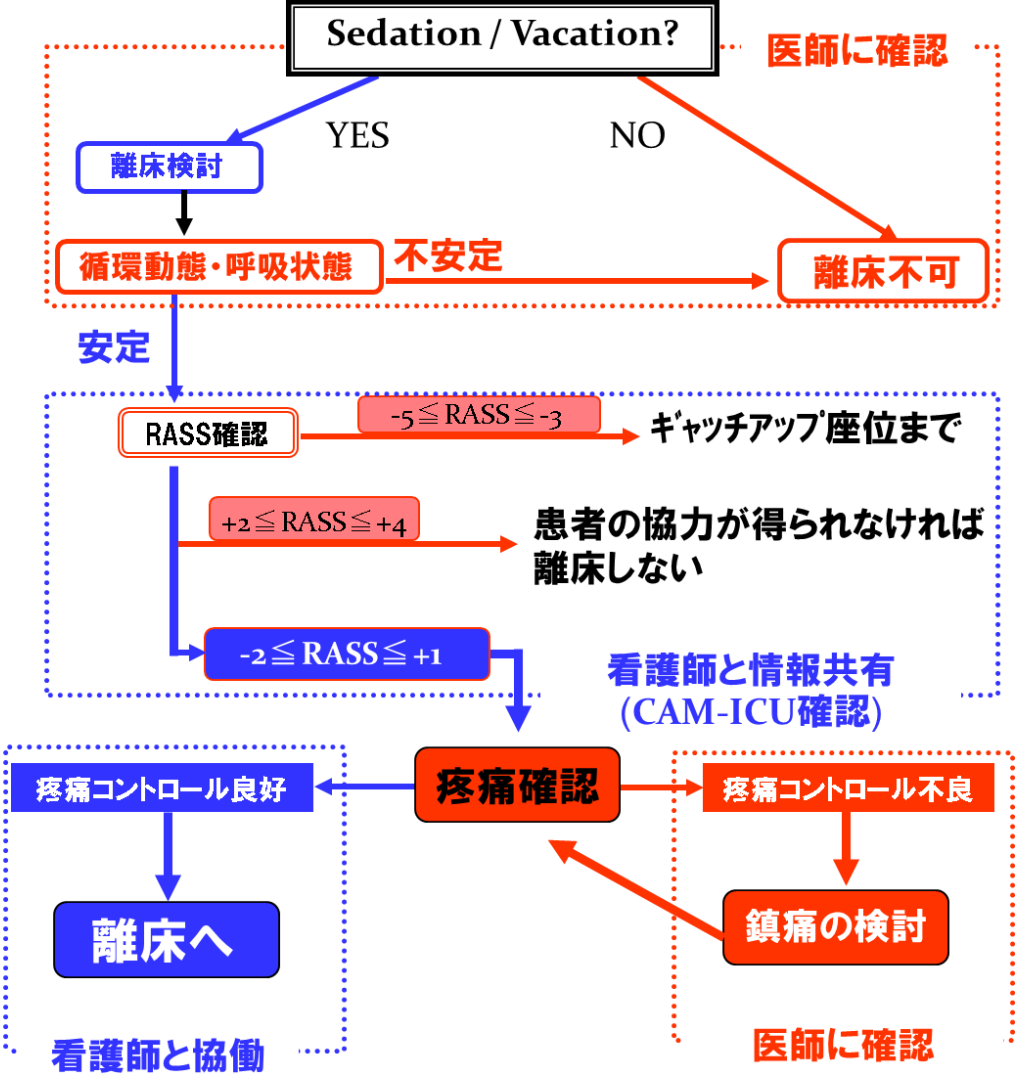 Sedation / Vacation?
医師に確認
YES
NO
離床検討
循環動態・呼吸状態
不安定
離床不可
安定
RASS確認
-5≦RASS≦-3
ｷﾞｬｯﾁｱｯﾌﾟ座位まで
+2≦RASS≦+4
患者の協力が得られなければ
離床しない
-2≦RASS≦+1
看護師と情報共有
(CAM-ICU確認)
疼痛コントロール良好
疼痛確認
疼痛コントロール不良
離床へ
鎮痛の検討
看護師と協働
医師に確認